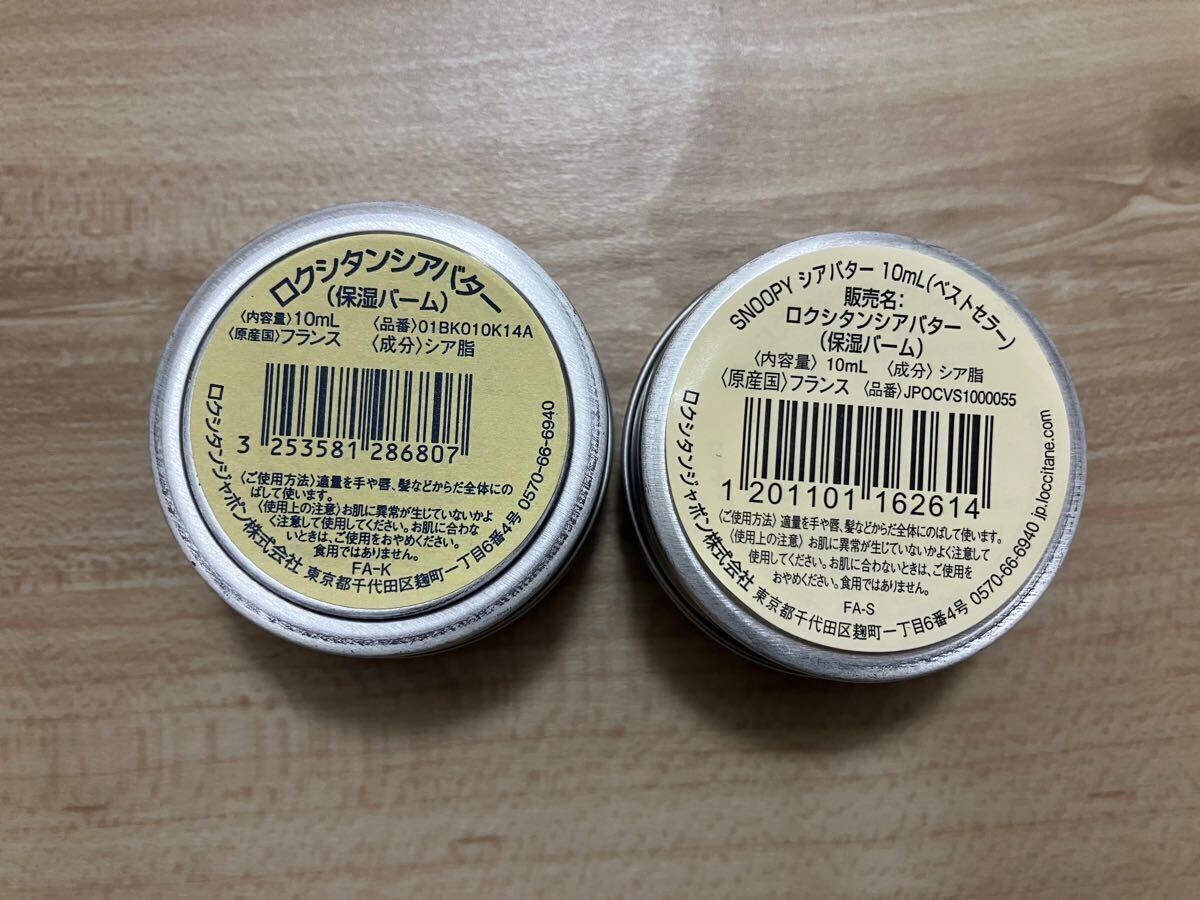 ロクシタンシアバター
(保湿バーム)
〈内容量〉10mL 〈品番〉01BK010K14A
〈原産国〉フランス 〈成分〉シア脂
3 253581 286807
〈ご使用方法〉適量を手や唇、髪などからだ全体にの
ばして使います。
〈使用上の注意〉お肌に異常が生じていないかよ
く注意して使用してください。お肌に合わな
いときは、ご使用をおやめください。
食用ではありません。
FA-K
ロクシタンジャポン株式会社 東京都千代田区麹町一丁目6番4号 0570-66-6940
SNOOPY シアバター 10mL(ベストセラー)
販売名:
ロクシタンシアバター
(保湿バーム)
〈内容量〉 10mL 〈成分〉 シア脂
〈原産国〉フランス 〈品番〉JPOCVS1000055
1 201101 162614
〈ご使用方法〉適量を手や唇、髪などからだ全体にのばして使います。
〈使用上の注意〉お肌に異常が生じていないかよく注意して
使用してください。お肌に合わないときは、ご使用を
おやめください。食用ではありません。
FA-S
ロクシタンジャポン株式会社 東京都千代田区麹町一丁目6番4号 0570-66-6940 jp.loccitane.com